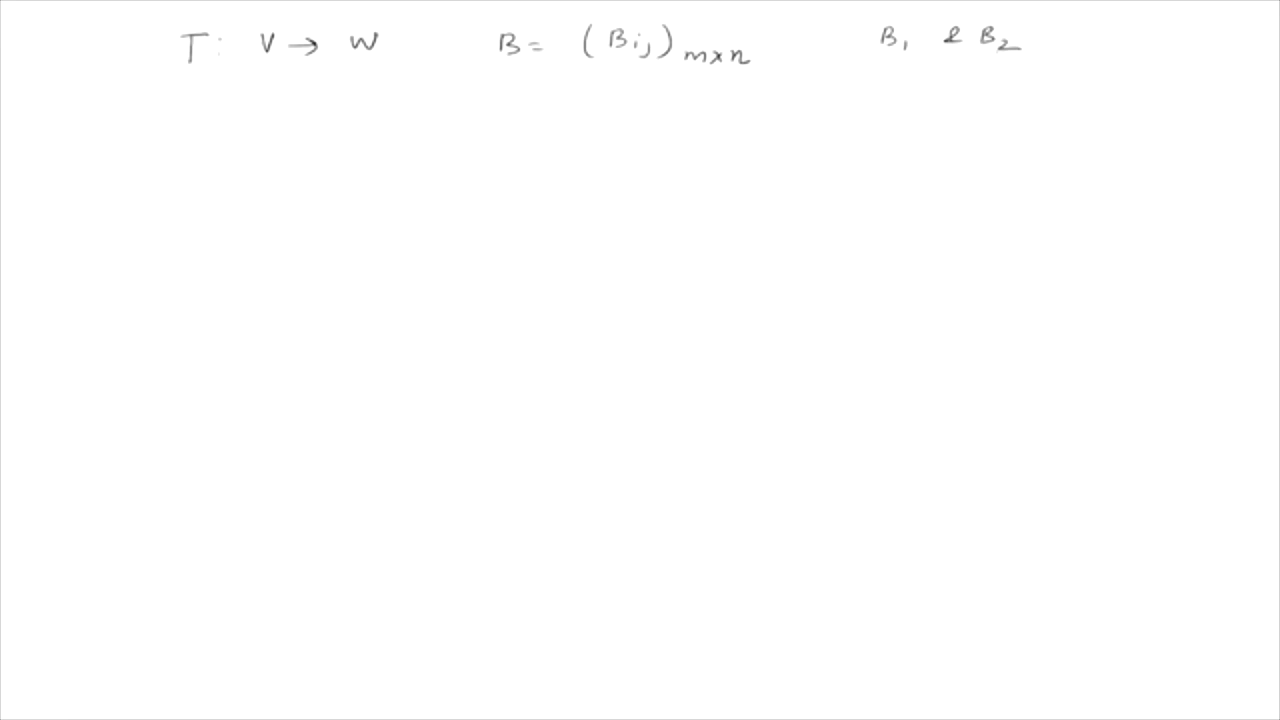 T: V → W B = (Bij)m×n B1 & B2